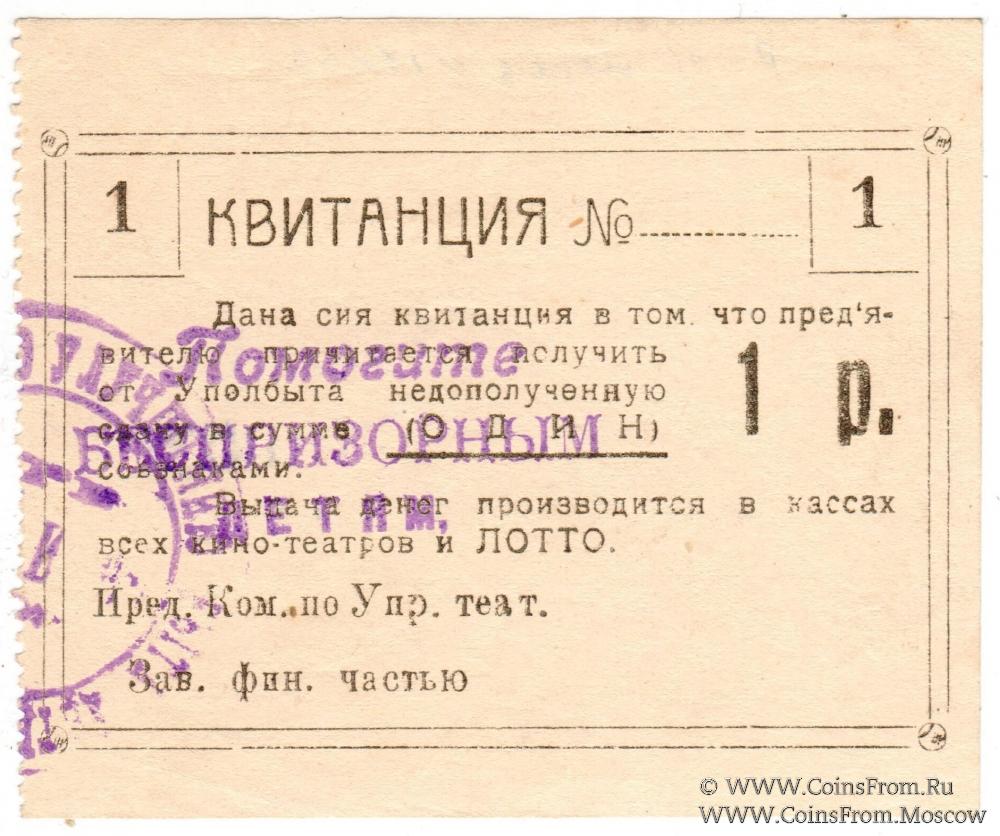 1 КВИТАНЦИЯ № 1
Дана сия квитанция в том. что пред'я-
вителю причитается получить
от Уполбыта недополученную
сдачу в сумме (ОДИН)
совзнаками.
1 р.
Выдача денег производится в кассах
всех кино-театров и ЛОТТО.
Пред. Ком. по Упр. теат.
Зав. фин. частью
Помогите
БЕСПРИЗОРНЫМ
ДЕТЯМ,
© WWW.CoinsFrom.Ru
WWW.CoinsFrom.Moscow